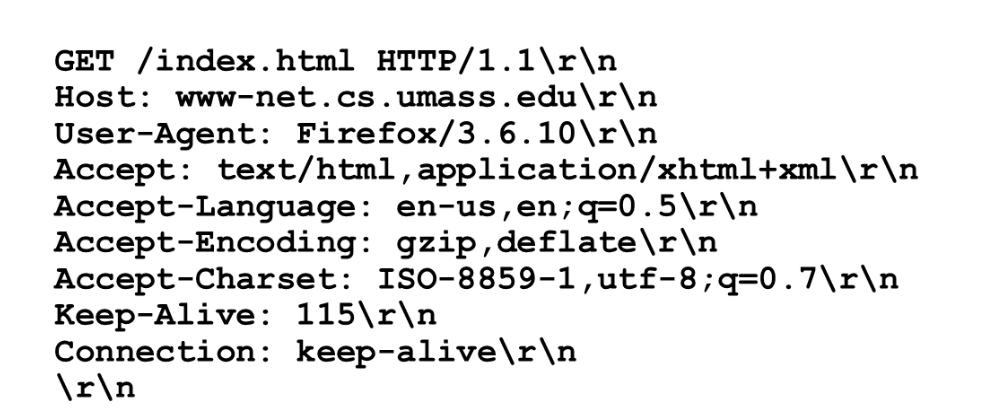 GET /index.html HTTP/1.1\r\n
Host: www-net.cs.umass.edu\r\n
User-Agent: Firefox/3.6.10\r\n
Accept: text/html,application/xhtml+xml\r\n
Accept-Language: en-us,en;q=0.5\r\n
Accept-Encoding: gzip,deflate\r\n
Accept-Charset: ISO-8859-1,utf-8;q=0.7\r\n
Keep-Alive: 115\r\n
Connection: keep-alive\r\n
\r\n